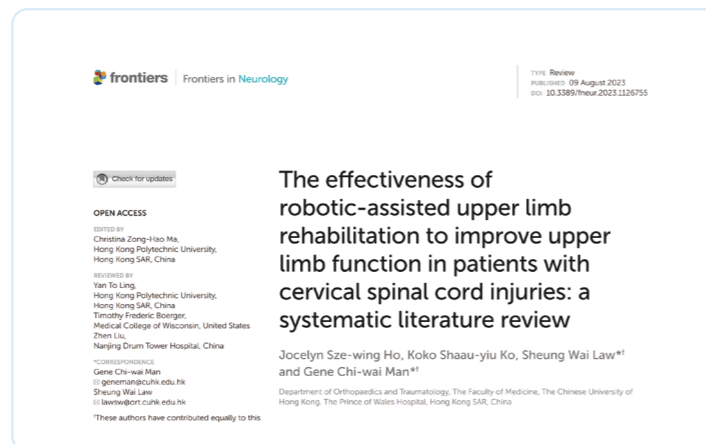 frontiers | Frontiers in Neurology
TYPE Review
PUBLISHED 09 August 2023
DOI 10.3389/fneur.2023.1126755
Check for updates
OPEN ACCESS
EDITED BY
Christina Zong-Hao Ma,
Hong Kong Polytechnic University,
Hong Kong SAR, China
REVIEWED BY
Yan To Ling,
Hong Kong Polytechnic University,
Hong Kong SAR, China
Timothy Frederic Boerger,
Medical College of Wisconsin, United States
Zhen Liu,
Nanjing Drum Tower Hospital, China
*CORRESPONDENCE
Gene Chi-wai Man
geneman@cuhk.edu.hk
Sheung Wai Law
lawsw@ort.cuhk.edu.hk
†These authors have contributed equally to this
The effectiveness of
robotic-assisted upper limb
rehabilitation to improve upper
limb function in patients with
cervical spinal cord injuries: a
systematic literature review
Jocelyn Sze-wing Ho, Koko Shaau-yiu Ko, Sheung Wai Law*†
and Gene Chi-wai Man*†
Department of Orthopaedics and Traumatology, The Faculty of Medicine, The Chinese University of
Hong Kong, The Prince of Wales Hospital, Hong Kong SAR, China